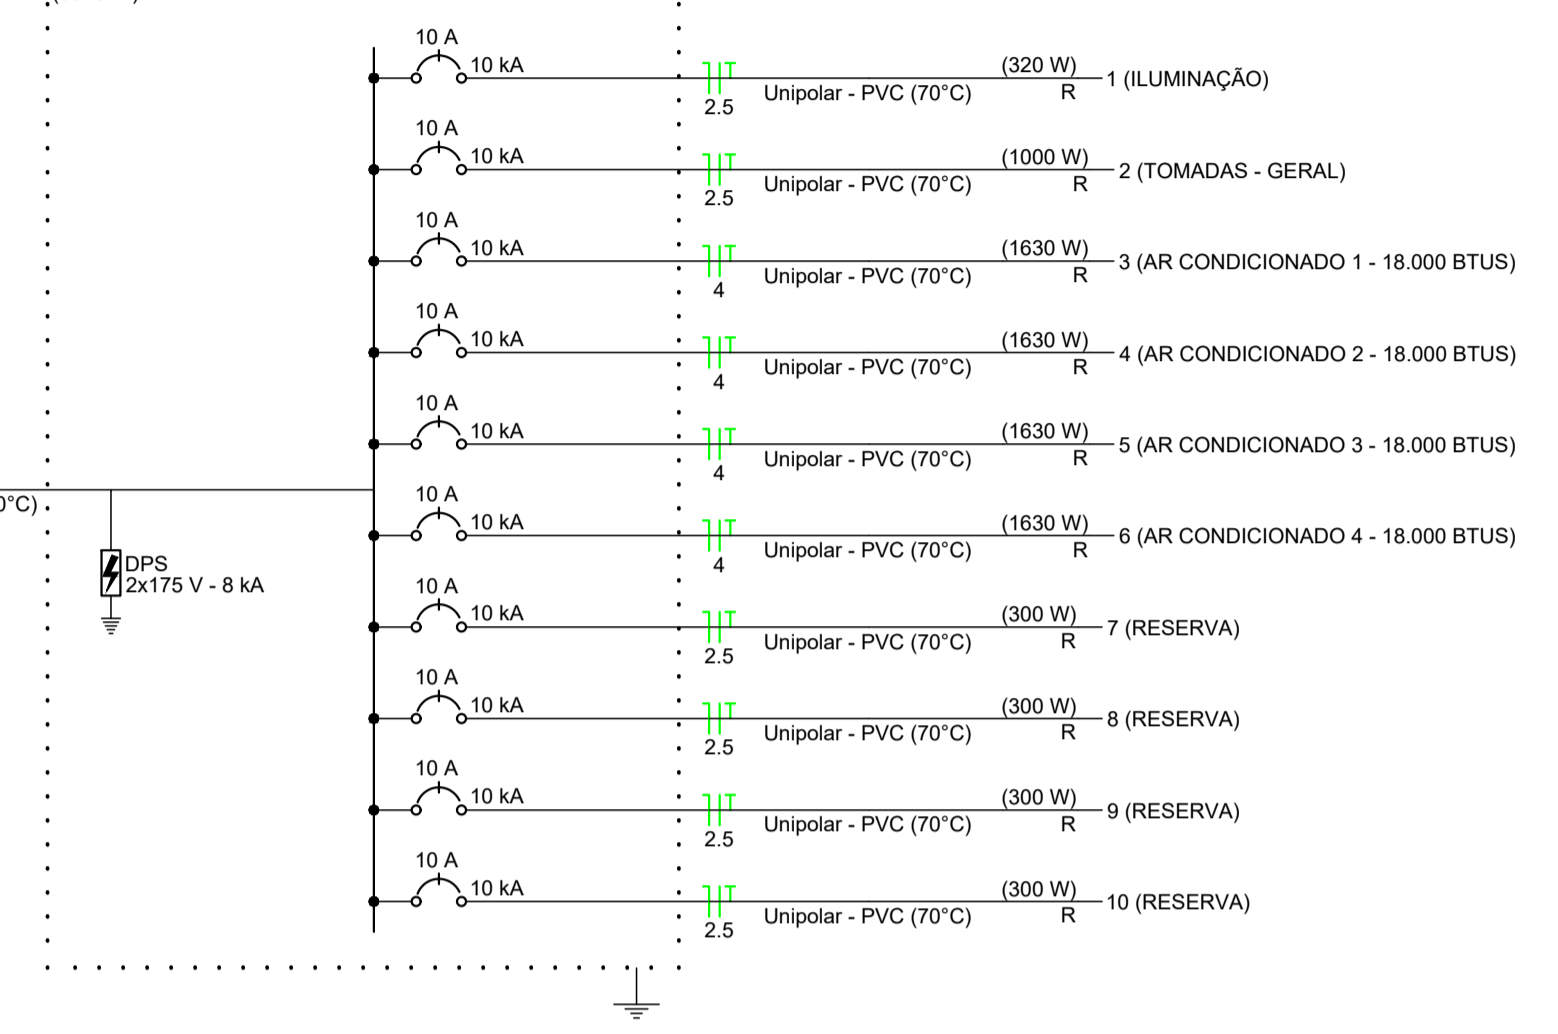 10 A
10 kA
(320 W)
1 (ILUMINAÇÃO)
2.5
Unipolar - PVC (70°C)
R
10 A
10 kA
(1000 W)
2 (TOMADAS - GERAL)
2.5
Unipolar - PVC (70°C)
R
10 A
10 kA
(1630 W)
3 (AR CONDICIONADO 1 - 18.000 BTUS)
4
Unipolar - PVC (70°C)
R
10 A
10 kA
(1630 W)
4 (AR CONDICIONADO 2 - 18.000 BTUS)
4
Unipolar - PVC (70°C)
R
10 A
10 kA
(1630 W)
5 (AR CONDICIONADO 3 - 18.000 BTUS)
4
Unipolar - PVC (70°C)
R
0°C)
10 A
10 kA
(1630 W)
6 (AR CONDICIONADO 4 - 18.000 BTUS)
4
Unipolar - PVC (70°C)
R
DPS
2x175 V - 8 kA
10 A
10 kA
(300 W)
7 (RESERVA)
2.5
Unipolar - PVC (70°C)
R
10 A
10 kA
(300 W)
8 (RESERVA)
2.5
Unipolar - PVC (70°C)
R
10 A
10 kA
(300 W)
9 (RESERVA)
2.5
Unipolar - PVC (70°C)
R
10 A
10 kA
(300 W)
10 (RESERVA)
2.5
Unipolar - PVC (70°C)
R